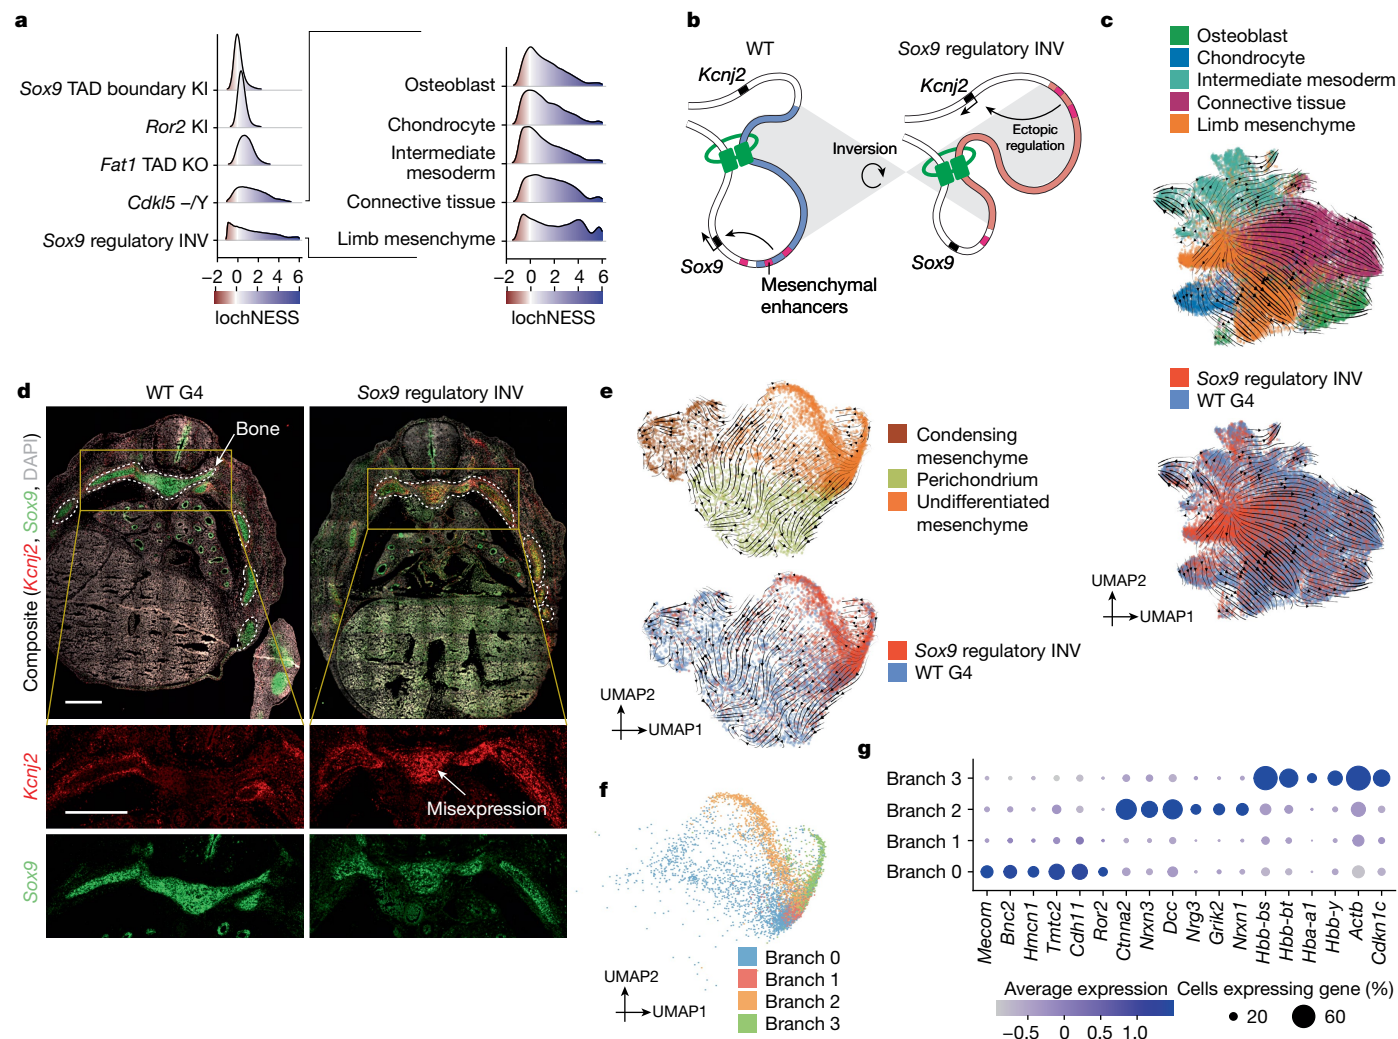 a
Sox9 TAD boundary KI
Ror2 KI
Fat1 TAD KO
Cdkl5 −/Y
Sox9 regulatory INV
−2 0 2 4 6
lochNESS
Osteoblast
Chondrocyte
Intermediate
mesoderm
Connective tissue
Limb mesenchyme
−2 0 2 4 6
lochNESS
b
WT
Sox9 regulatory INV
Kcnj2
Kcnj2
Ectopic
regulation
Inversion
Sox9
Sox9
Mesenchymal
enhancers
c
Osteoblast
Chondrocyte
Intermediate mesoderm
Connective tissue
Limb mesenchyme
Sox9 regulatory INV
WT G4
UMAP2
UMAP1
d
WT G4
Sox9 regulatory INV
Composite (Kcnj2, Sox9, DAPI)
Bone
Kcnj2
Misexpression
Sox9
e
Condensing
mesenchyme
Perichondrium
Undifferentiated
mesenchyme
Sox9 regulatory INV
WT G4
UMAP2
UMAP1
f
Branch 0
Branch 1
Branch 2
Branch 3
UMAP2
UMAP1
g
Branch 3
Branch 2
Branch 1
Branch 0
Mecom
Bnc2
Hmcn1
Tmtc2
Cdh11
Ror2
Ctnna2
Nrxn3
Dcc
Nrg3
Grik2
Nrxn1
Hbb-bs
Hbb-bt
Hba-a1
Hbb-y
Actb
Cdkn1c
Average expression
−0.5 0 0.5 1.0
Cells expressing gene (%)
20 60